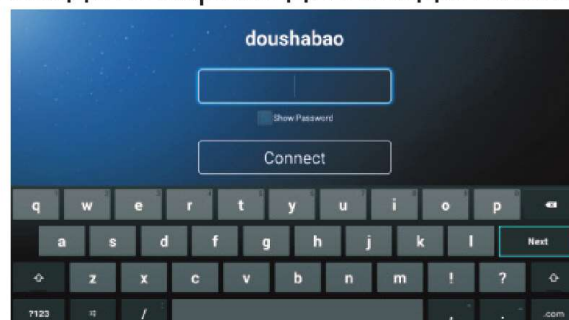 doushabao
Show Password
Connect
q w e r t y u i o p
a s d f g h j k l Next
z x c v b n m ! ?
?123 / , . .com